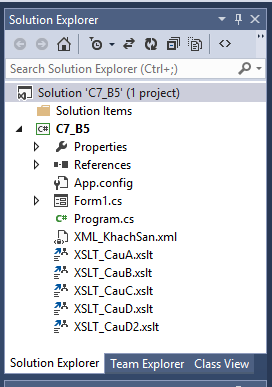 Solution Explorer
Search Solution Explorer (Ctrl+;)
Solution 'C7_B5' (1 project)
Solution Items
C# C7_B5
Properties
References
App.config
Form1.cs
C# Program.cs
XML_KhachSan.xml
XSLT_CauA.xslt
XSLT_CauB.xslt
XSLT_CauC.xslt
XSLT_CauD.xslt
XSLT_CauD2.xslt
Solution Explorer Team Explorer Class View